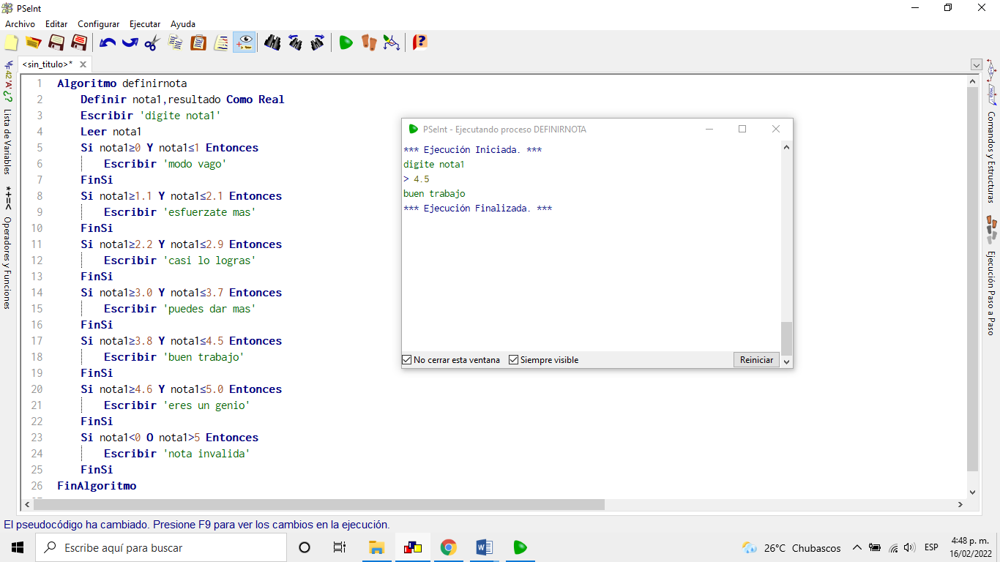 PSeInt
Archivo Editar Configurar Ejecutar Ayuda
<sin_titulo>* X
Lista de Variables
*+=< Operadores y Funciones
1 Algoritmo definirnota
2 Definir nota1,resultado Como Real
3 Escribir 'digite nota1'
4 Leer nota1
5 Si nota1≥0 Y nota1≤1 Entonces
6 Escribir 'modo vago'
7 FinSi
8 Si nota1≥1.1 Y nota1≤2.1 Entonces
9 Escribir 'esfuerzate mas'
10 FinSi
11 Si nota1≥2.2 Y nota1≤2.9 Entonces
12 Escribir 'casi lo logras'
13 FinSi
14 Si nota1≥3.0 Y nota1≤3.7 Entonces
15 Escribir 'puedes dar mas'
16 FinSi
17 Si nota1≥3.8 Y nota1≤4.5 Entonces
18 Escribir 'buen trabajo'
19 FinSi
20 Si nota1≥4.6 Y nota1≤5.0 Entonces
21 Escribir 'eres un genio'
22 FinSi
23 Si nota1<0 O nota1>5 Entonces
24 Escribir 'nota invalida'
25 FinSi
26 FinAlgoritmo
PSeInt - Ejecutando proceso DEFINIRNOTA
*** Ejecución Iniciada. ***
digite nota1
> 4.5
buen trabajo
*** Ejecución Finalizada. ***
No cerrar esta ventana Siempre visible Reiniciar
Comandos y Estructuras
Ejecución Paso a Paso
El pseudocódigo ha cambiado. Presione F9 para ver los cambios en la ejecución.
Escribe aquí para buscar
26°C Chubascos ESP
4:48 p. m.
16/02/2022